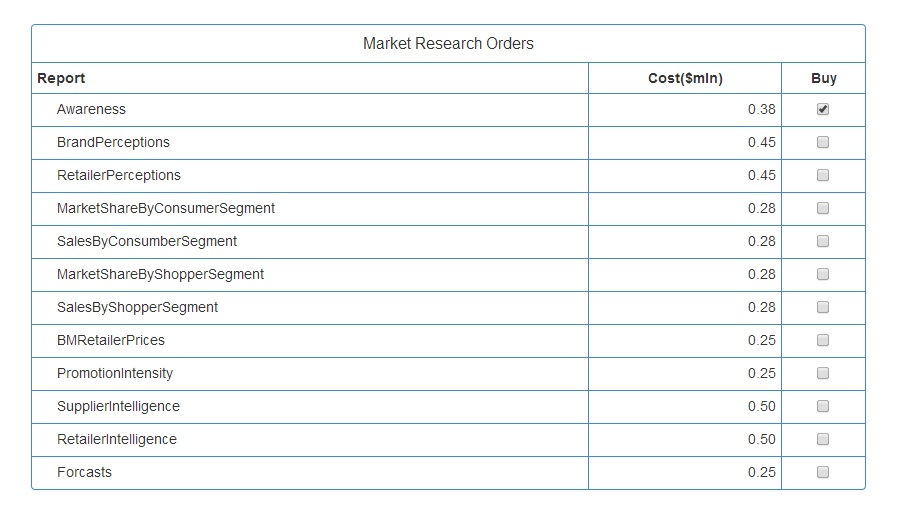 Market Research Orders
Report Cost($mln) Buy
Awareness 0.38
BrandPerceptions 0.45
RetailerPerceptions 0.45
MarketShareByConsumerSegment 0.28
SalesByConsumberSegment 0.28
MarketShareByShopperSegment 0.28
SalesByShopperSegment 0.28
BMRetailerPrices 0.25
PromotionIntensity 0.25
SupplierIntelligence 0.50
RetailerIntelligence 0.50
Forcasts 0.25